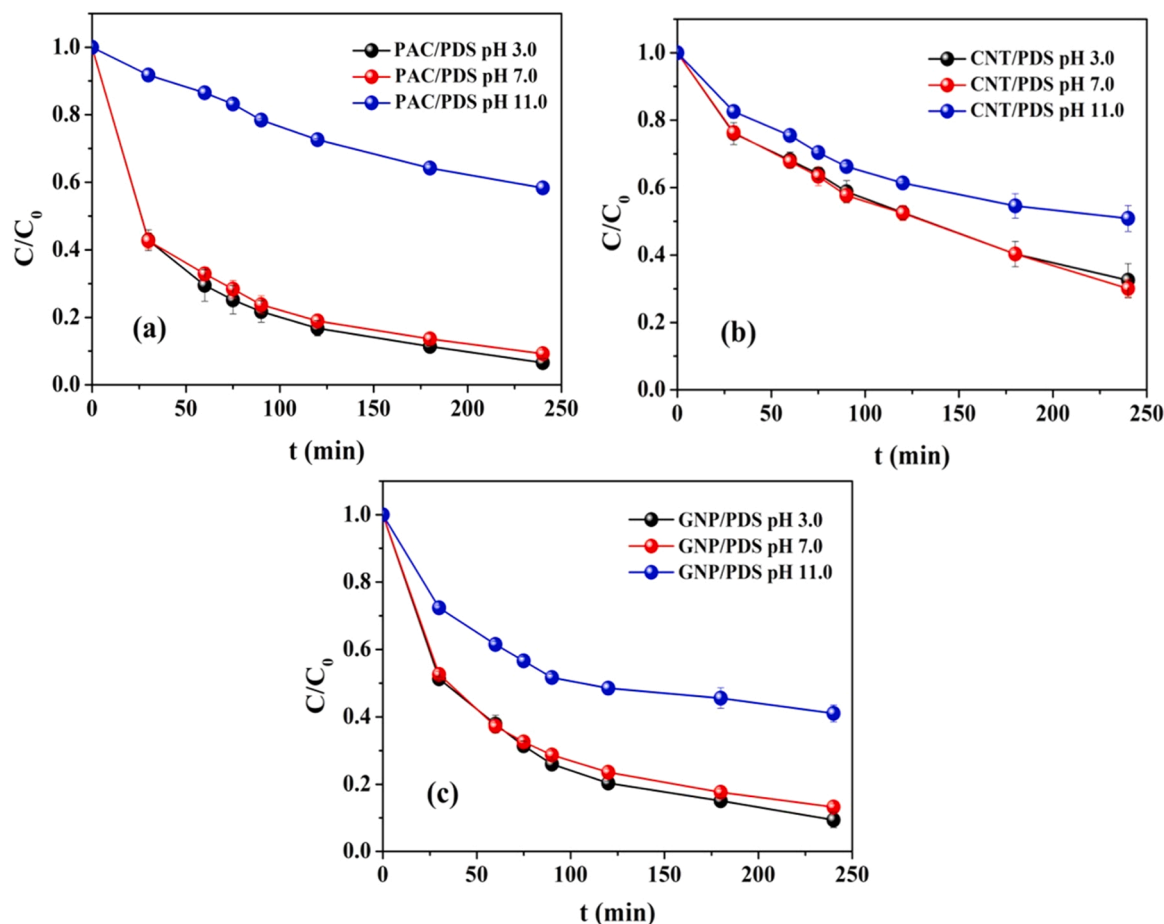 PAC/PDS pH 3.0
PAC/PDS pH 7.0
PAC/PDS pH 11.0
1.0
0.8
0.6
0.4
0.2
0.0
C/C0
(a)
0 50 100 150 200 250
t (min)
CNT/PDS pH 3.0
CNT/PDS pH 7.0
CNT/PDS pH 11.0
1.0
0.8
0.6
0.4
0.2
0.0
C/C0
(b)
0 50 100 150 200 250
t (min)
GNP/PDS pH 3.0
GNP/PDS pH 7.0
GNP/PDS pH 11.0
1.0
0.8
0.6
0.4
0.2
0.0
C/C0
(c)
0 50 100 150 200 250
t (min)